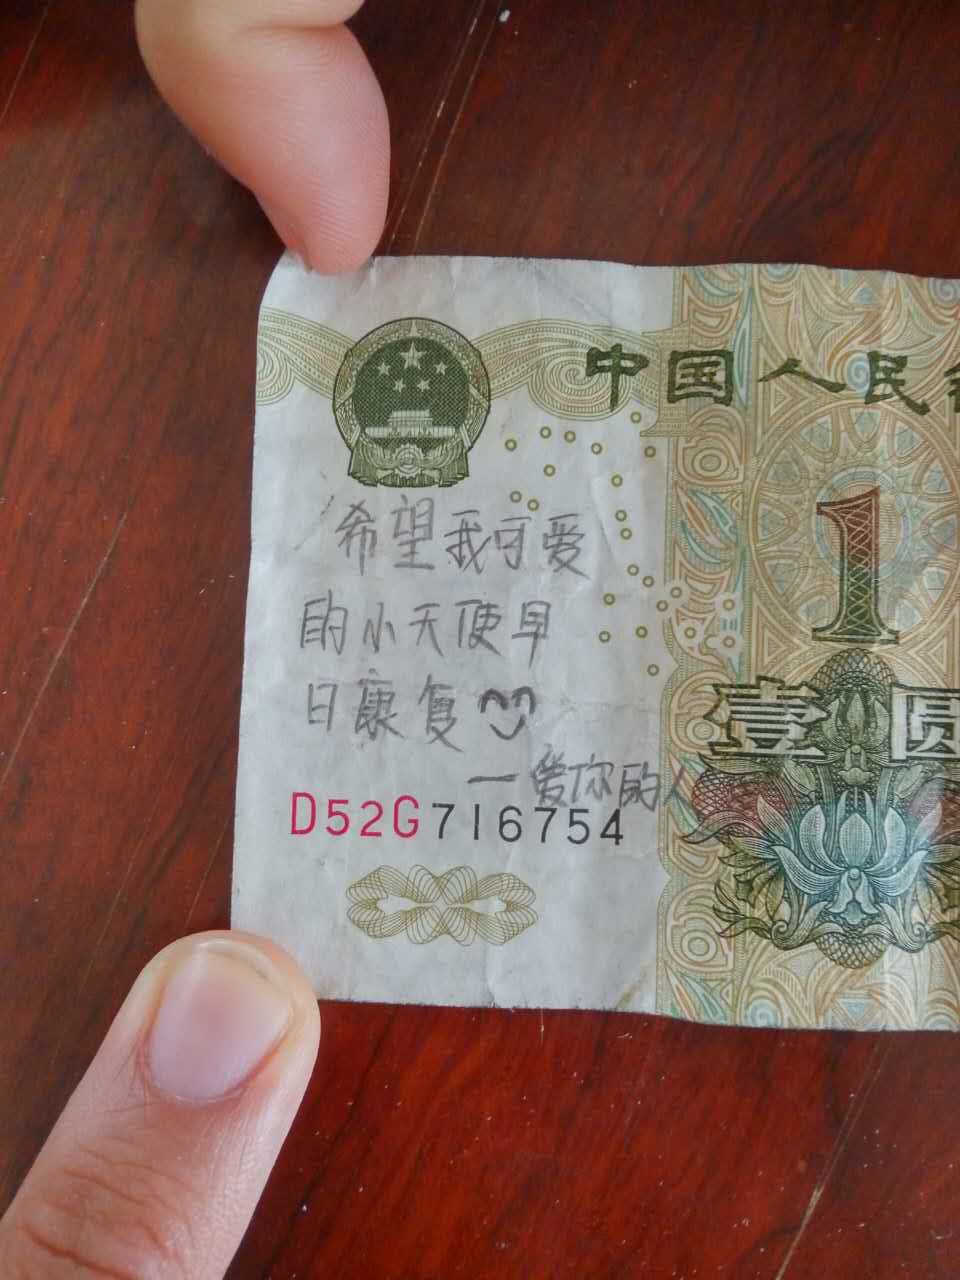 中国人民
1
希望我可爱
的小天使早
日康复
壹圆
一爱你的人
D52G716754